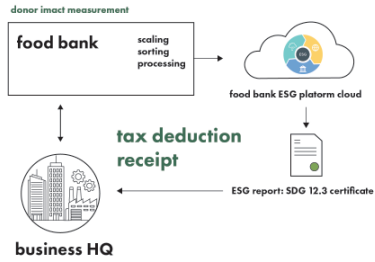 donor imact measurement
food bank
scaling
sorting
processing
food bank ESG platorm cloud
tax deduction
receipt
ESG report: SDG 12.3 certificate
business HQ